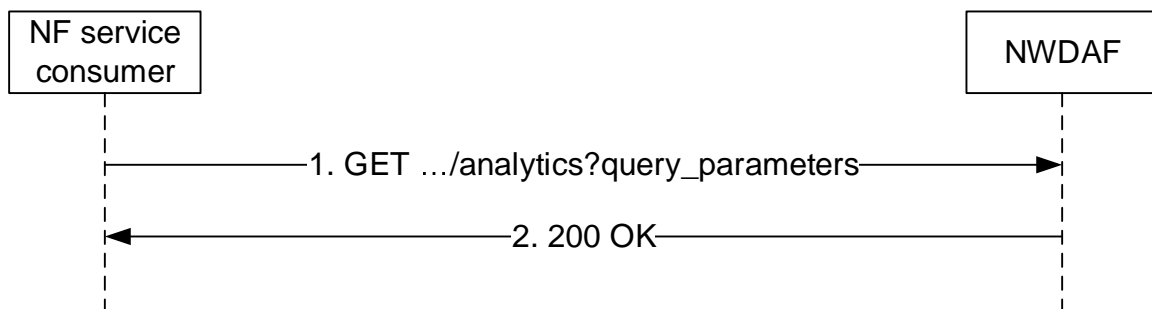 NF service
consumer
NWDAF
1. GET …/analytics?query_parameters
2. 200 OK